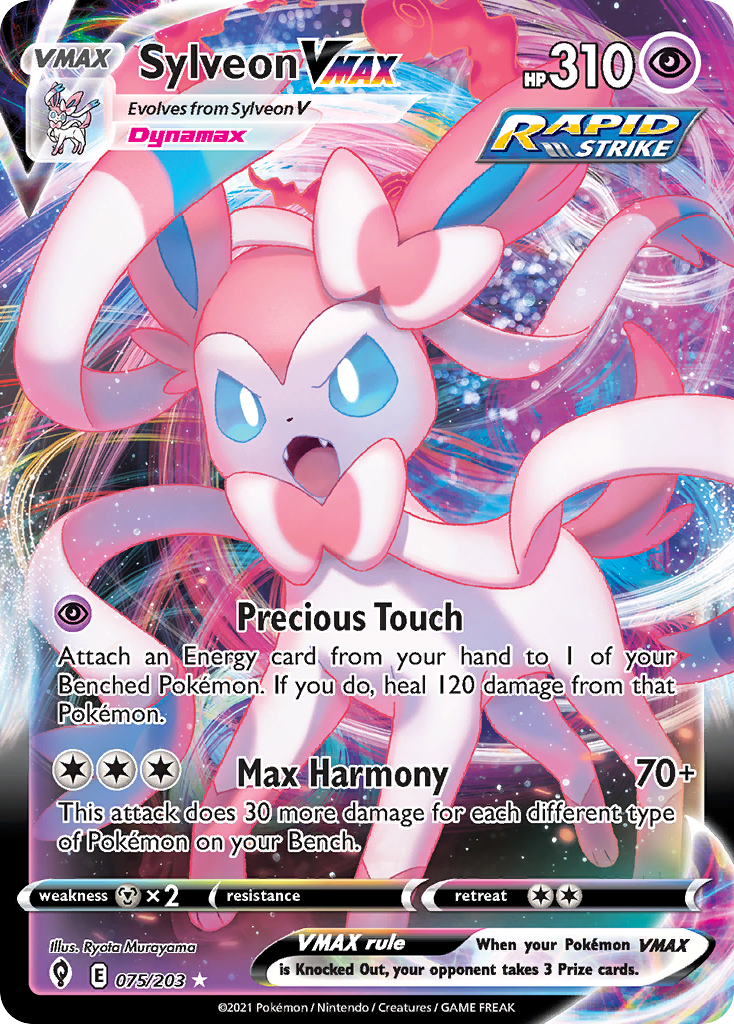 VMAX
Sylveon VMAX
HP 310
Evolves from Sylveon V
Dynamax
RAPID
STRIKE
Precious Touch
Attach an Energy card from your hand to 1 of your
Benched Pokémon. If you do, heal 120 damage from that
Pokémon.
Max Harmony 70+
This attack does 30 more damage for each different type
of Pokémon on your Bench.
weakness ×2 resistance retreat
Illus. Ryota Murayama
VMAX rule When your Pokémon VMAX
is Knocked Out, your opponent takes 3 Prize cards.
E 075/203
©2021 Pokémon / Nintendo / Creatures / GAME FREAK